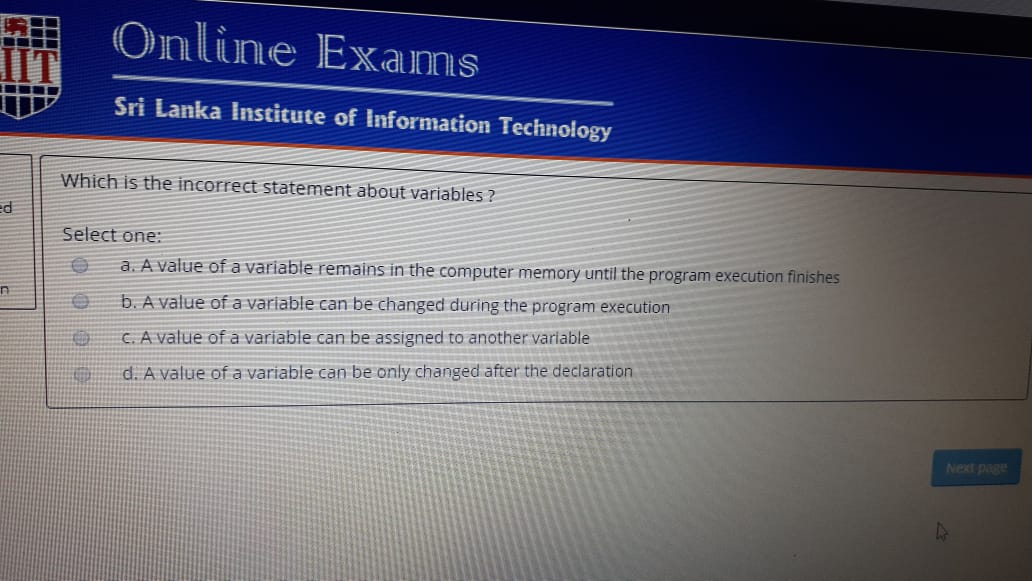 IIT
Online Exams
Sri Lanka Institute of Information Technology
ed
n
Which is the incorrect statement about variables ?
Select one:
a. A value of a variable remains in the computer memory until the program execution finishes
b. A value of a variable can be changed during the program execution
c. A value of a variable can be assigned to another variable
d. A value of a variable can be only changed after the declaration
Next page